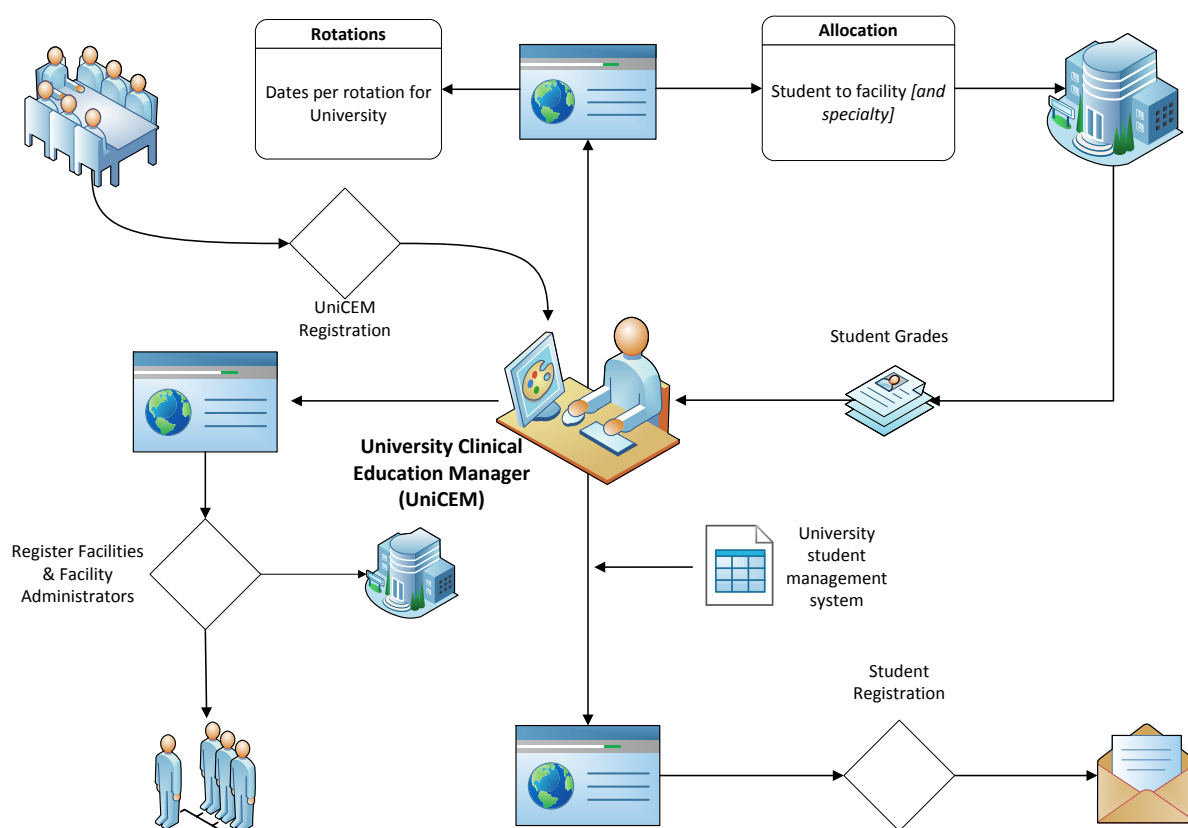 Rotations
Dates per rotation for
University
Allocation
Student to facility [and
specialty]
UniCEM
Registration
Student Grades
University Clinical
Education Manager
(UniCEM)
Register Facilities
& Facility
Administrators
University
student
management
system
Student
Registration